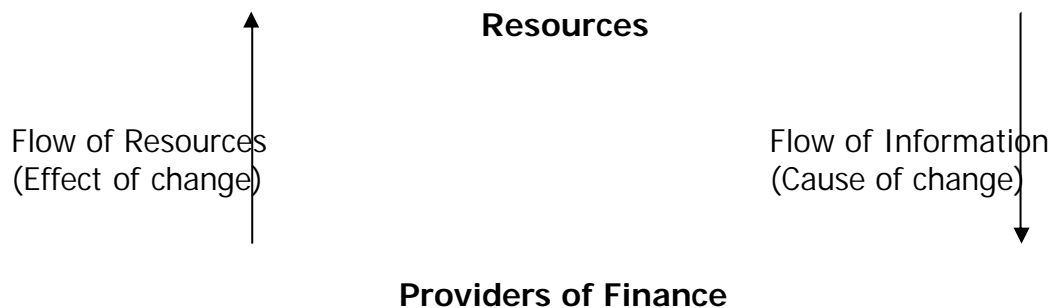 Resources
Flow of Resources
(Effect of change)
Flow of Information
(Cause of change)
Providers of Finance